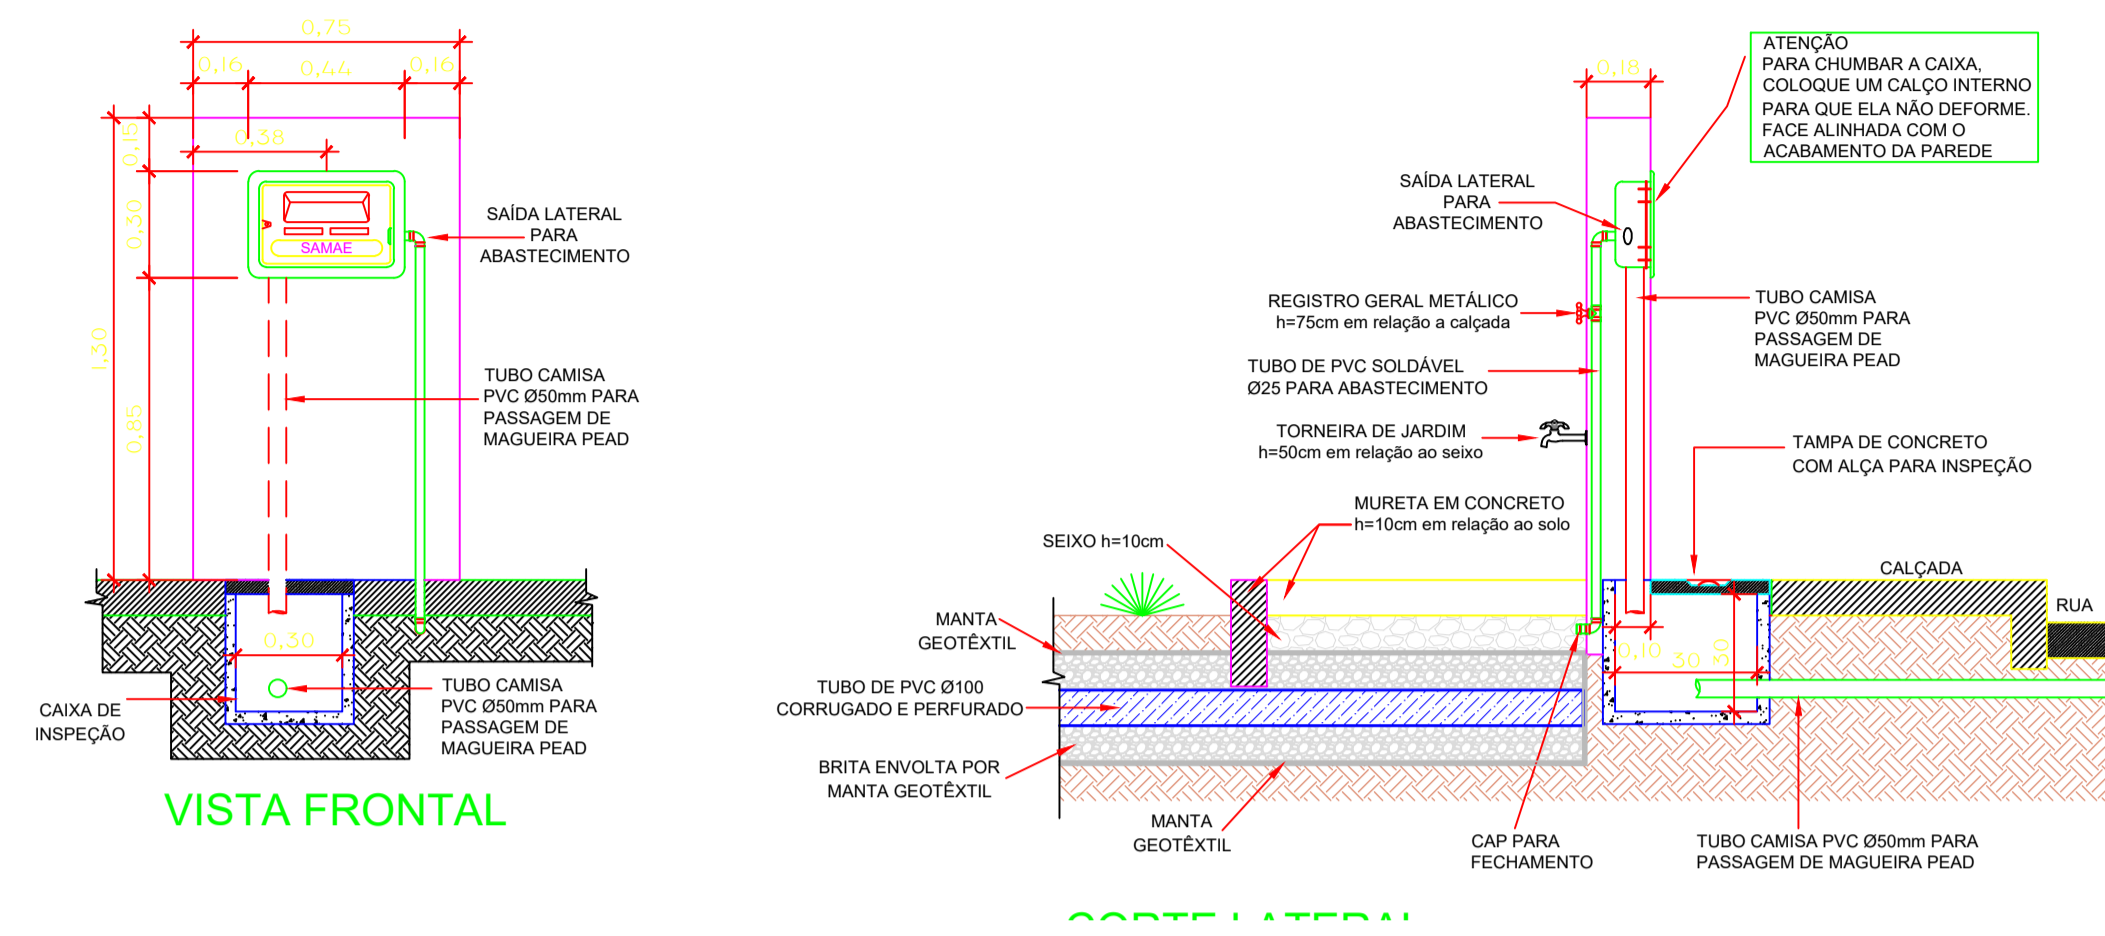 0,75
0,16
0,44
0,16
0,15
0,38
0,30
1,30
0,85
SAMAE
SAÍDA LATERAL
PARA
ABASTECIMENTO
TUBO CAMISA
PVC Ø50mm PARA
PASSAGEM DE
MAGUEIRA PEAD
0,30
CAIXA DE
INSPEÇÃO
TUBO CAMISA
PVC Ø50mm PARA
PASSAGEM DE
MAGUEIRA PEAD
VISTA FRONTAL
0,18
ATENÇÃO
PARA CHUMBAR A CAIXA,
COLOQUE UM CALÇO INTERNO
PARA QUE ELA NÃO DEFORME.
FACE ALINHADA COM O
ACABAMENTO DA PAREDE
SAÍDA LATERAL
PARA
ABASTECIMENTO
REGISTRO GERAL METÁLICO
h=75cm em relação a calçada
TUBO CAMISA
PVC Ø50mm PARA
PASSAGEM DE
MAGUEIRA PEAD
TUBO DE PVC SOLDÁVEL
Ø25 PARA ABASTECIMENTO
TORNEIRA DE JARDIM
h=50cm em relação ao seixo
TAMPA DE CONCRETO
COM ALÇA PARA INSPEÇÃO
MURETA EM CONCRETO
h=10cm em relação ao solo
SEIXO h=10cm
CALÇADA
RUA
MANTA
GEOTÊXTIL
0,10
30
30
TUBO DE PVC Ø100
CORRUGADO E PERFURADO
BRITA ENVOLTA POR
MANTA GEOTÊXTIL
MANTA
GEOTÊXTIL
CAP PARA
FECHAMENTO
TUBO CAMISA PVC Ø50mm PARA
PASSAGEM DE MAGUEIRA PEAD
CORTE LATERAL